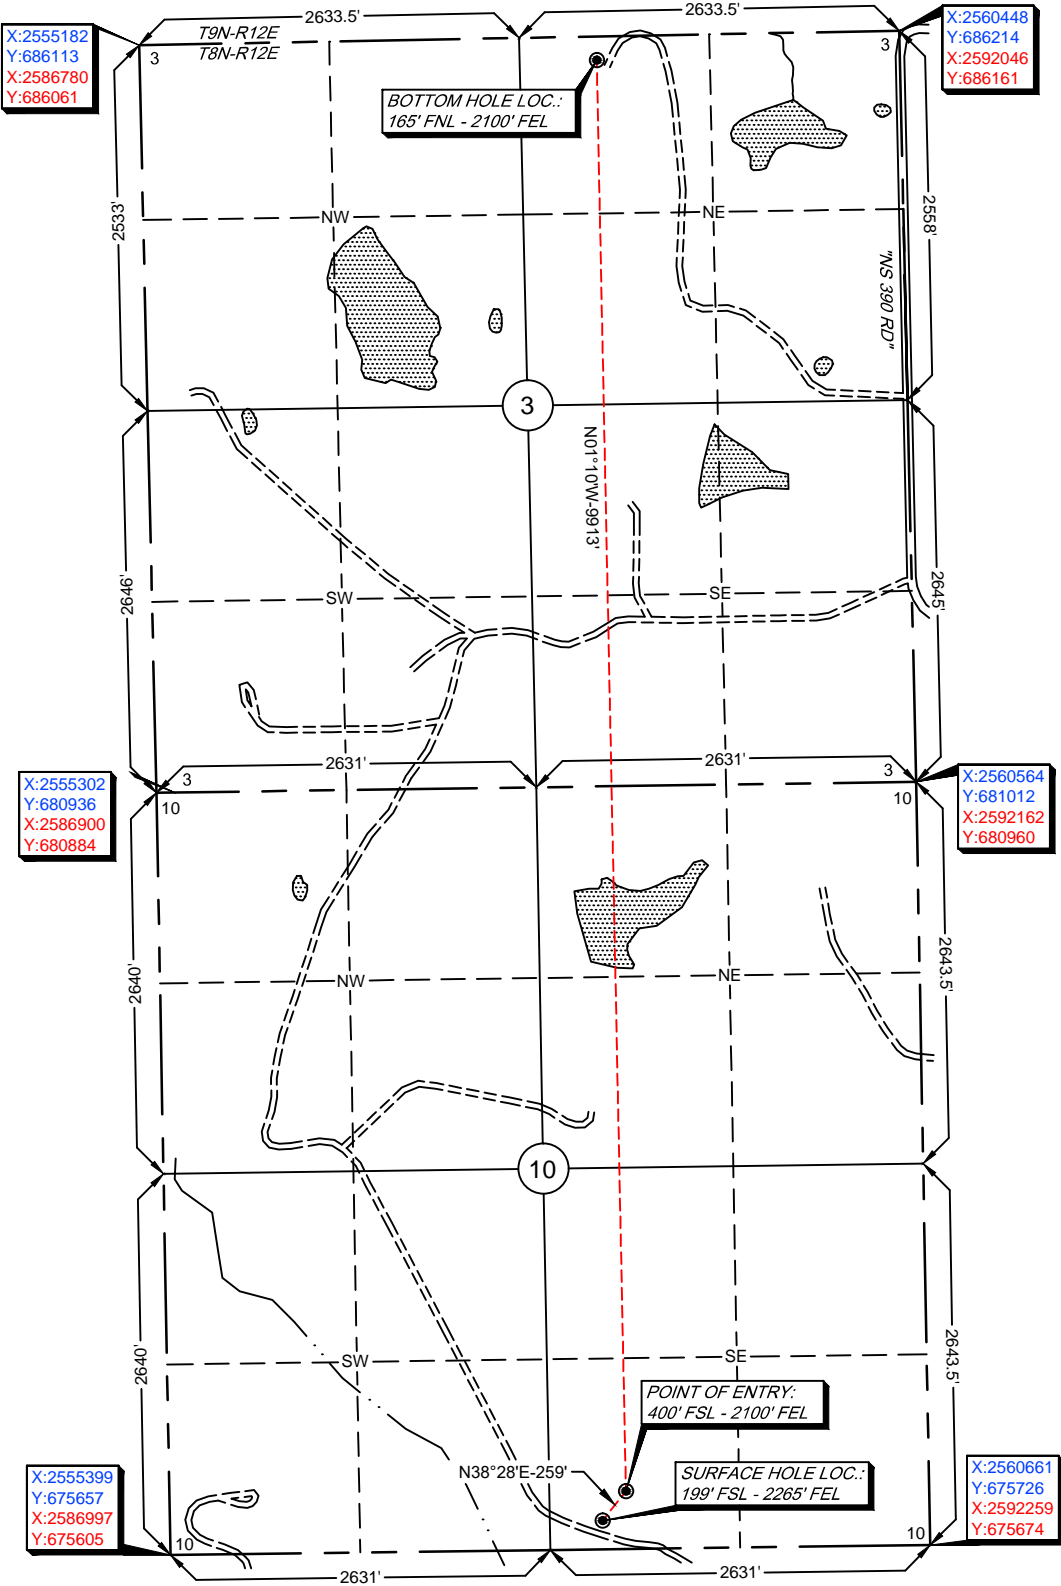 2633.5'
2633.5'
X:2555182
Y:686113
X:2586780
Y:686061
T9N-R12E
T8N-R12E
3
3
X:2560448
Y:686214
X:2592046
Y:686161
BOTTOM HOLE LOC.:
165' FNL - 2100' FEL
2533'
NW
NE
2558'
"NS 390 RD"
3
N01°10'W-9913'
2646'
SW
SE
2645'
2631'
2631'
3
3
10
10
X:2555302
Y:680936
X:2586900
Y:680884
X:2560564
Y:681012
X:2592162
Y:680960
2640'
NW
NE
2643.5'
10
2640'
SW
SE
2643.5'
POINT OF ENTRY:
400' FSL - 2100' FEL
N38°28'E-259'
SURFACE HOLE LOC.:
199' FSL - 2265' FEL
X:2555399
Y:675657
X:2586997
Y:675605
X:2560661
Y:675726
X:2592259
Y:675674
10
10
2631'
2631'